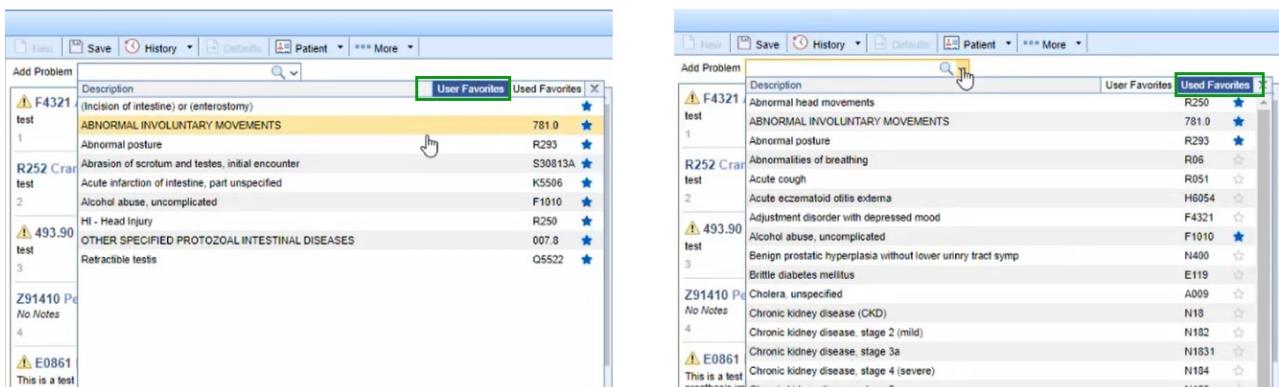 New Save History Defaults Patient More
Add Problem
Description User Favorites Used Favorites
F4321
test
1
R252 Cran
test
2
493.90
test
3
Z91410 Pe
No Notes
4
E0861
This is a test
(Incision of intestine) or (enterostomy)
ABNORMAL INVOLUNTARY MOVEMENTS 781.0
Abnormal posture R293
Abrasion of scrotum and testes, initial encounter S30813A
Acute infarction of intestine, part unspecified K5506
Alcohol abuse, uncomplicated F1010
HI - Head Injury R250
OTHER SPECIFIED PROTOZOAL INTESTINAL DISEASES 007.8
Retractible testis Q5522
New Save History Defaults Patient More
Add Problem
Description User Favorites Used Favorites
F4321
test
1
R252 Cran
test
2
493.90
test
3
Z91410 Pe
No Notes
4
E0861
This is a test
Abnormal head movements R250
ABNORMAL INVOLUNTARY MOVEMENTS 781.0
Abnormal posture R293
Abnormalities of breathing R06
Acute cough R051
Acute eczematoid otitis externa H6054
Adjustment disorder with depressed mood F4321
Alcohol abuse, uncomplicated F1010
Benign prostatic hyperplasia without lower urinry tract symp N400
Brittle diabetes mellitus E119
Cholera, unspecified A009
Chronic kidney disease (CKD) N18
Chronic kidney disease, stage 2 (mild) N182
Chronic kidney disease, stage 3a N1831
Chronic kidney disease, stage 4 (severe) N184